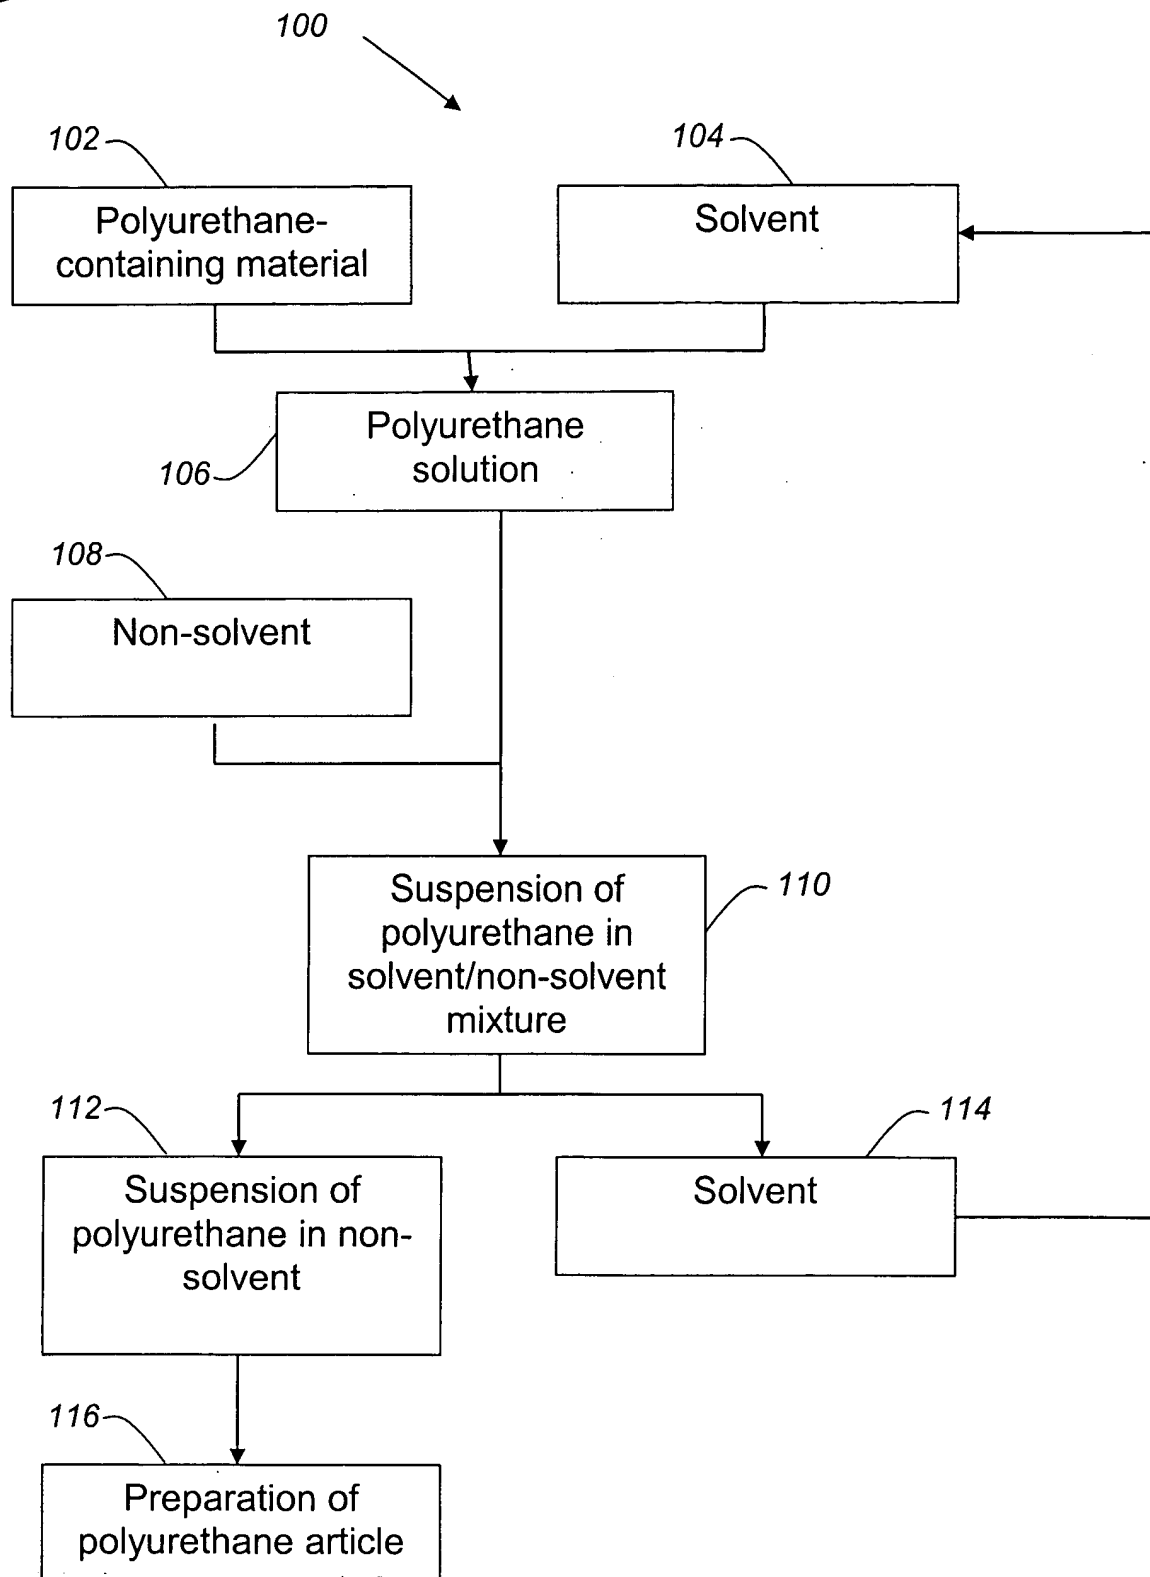 100
102
104
Polyurethane-
containing material
Solvent
Polyurethane
solution
106
108
Non-solvent
Suspension of
polyurethane in
solvent/non-solvent
mixture
110
112
114
Suspension of
polyurethane in non-
solvent
Solvent
116
Preparation of
polyurethane article